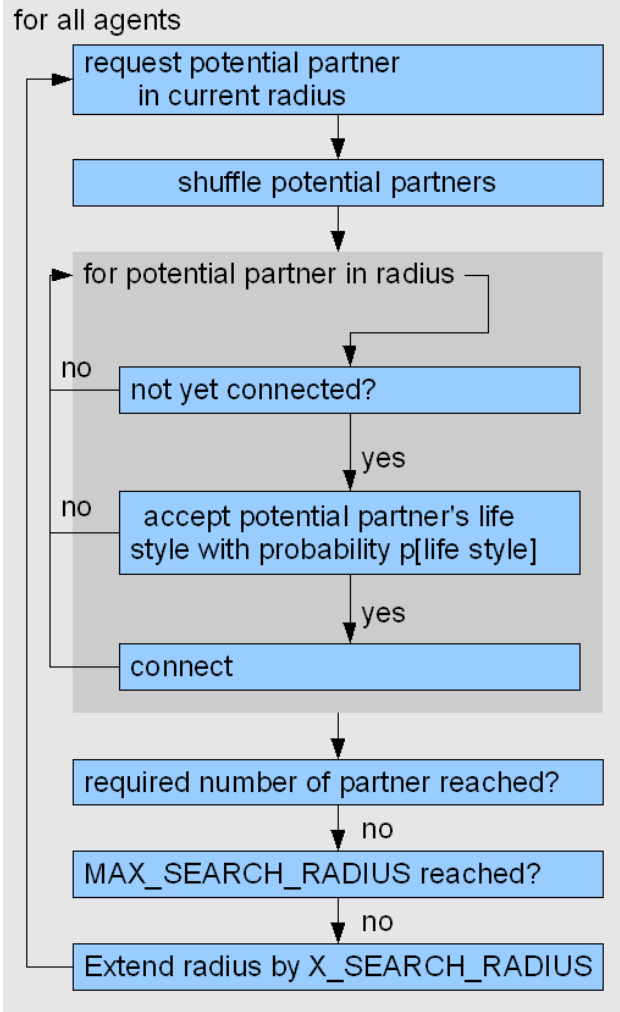 for all agents
request potential partner
in current radius
shuffle potential partners
for potential partner in radius
no
not yet connected?
yes
no
accept potential partner's life
style with probability p[life style]
yes
connect
required number of partner reached?
no
MAX_SEARCH_RADIUS reached?
no
Extend radius by X_SEARCH_RADIUS